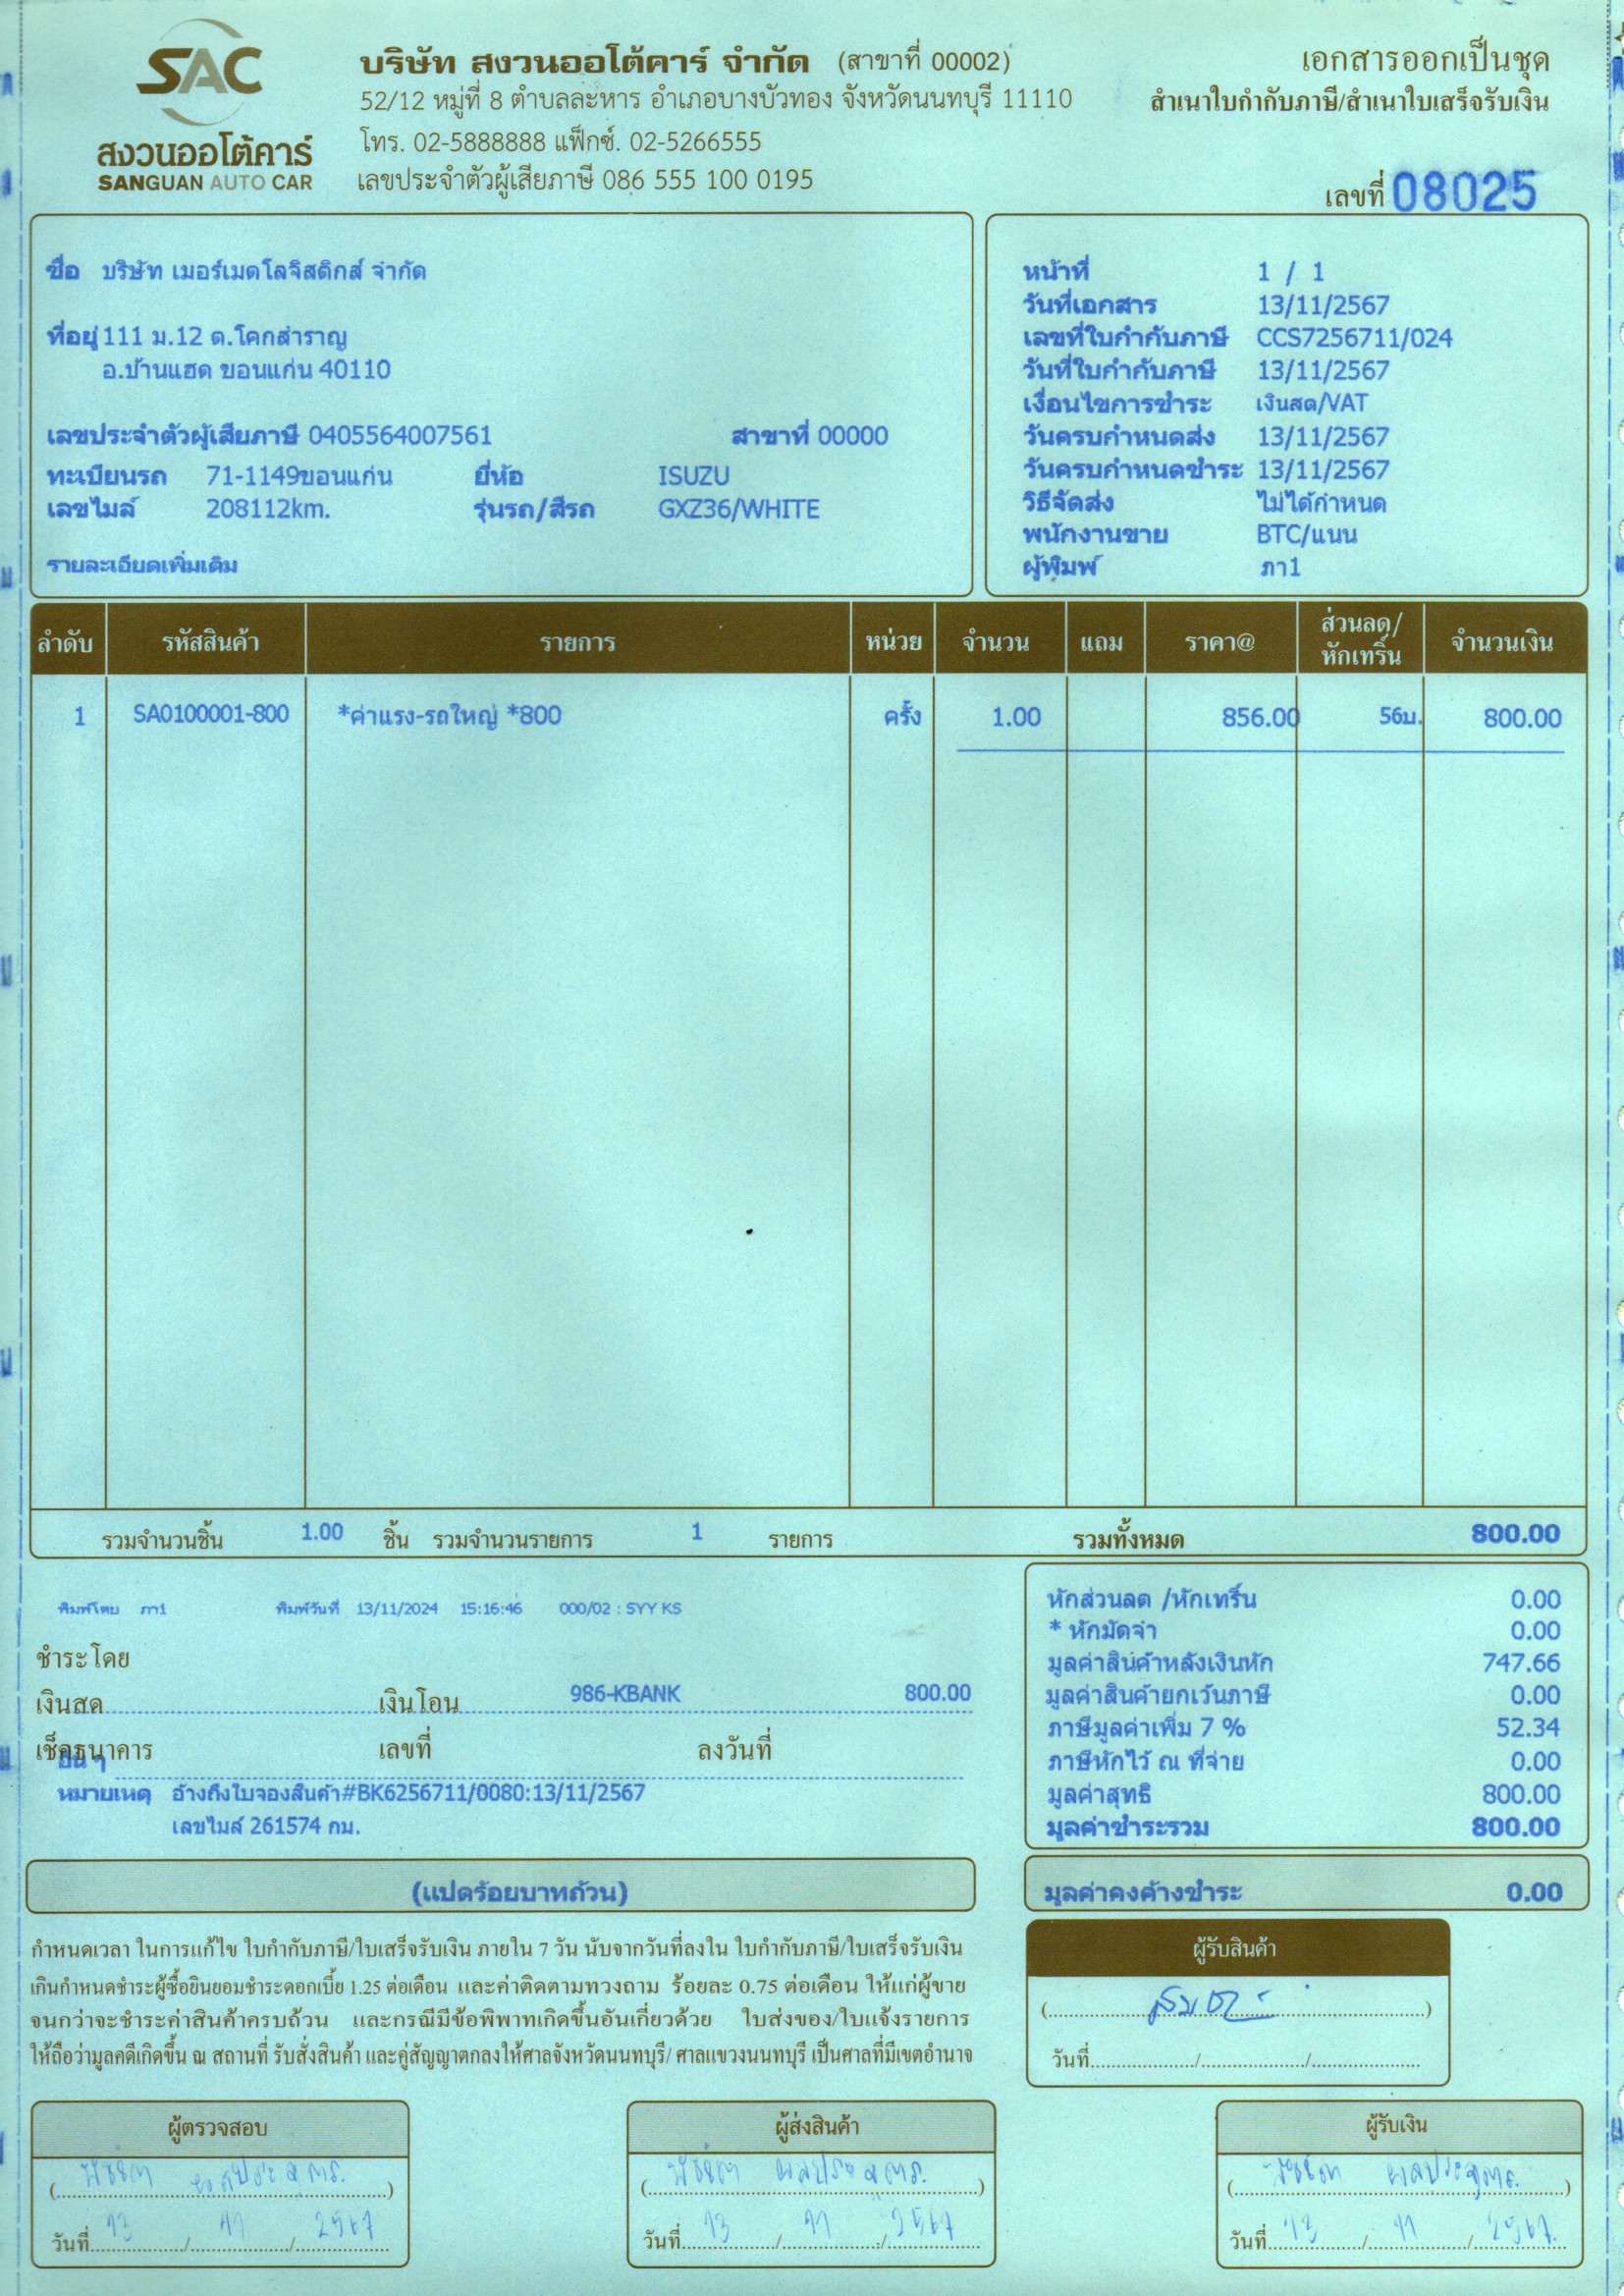 SAC
สงวนออโต้คาร์
SANGUAN AUTO CAR
บริษัท สงวนออโต้คาร์ จำกัด (สาขาที่ 00002)
52/12 หมู่ที่ 8 ตำบลละหาร อำเภอบางบัวทอง จังหวัดนนทบุรี 11110
โทร. 02-5888888 แฟ็กซ์. 02-5266555
เลขประจำตัวผู้เสียภาษี 086 555 100 0195
เอกสารออกเป็นชุด
สำเนาใบกำกับภาษี/สำเนาใบเสร็จรับเงิน
เลขที่ 08025
ชื่อ บริษัท เมอร์เมดโลจิสติกส์ จำกัด
ที่อยู่ 111 ม.12 ต.โคกสำราญ
อ.บ้านแฮด ขอนแก่น 40110
เลขประจำตัวผู้เสียภาษี 0405564007561 สาขาที่ 00000
ทะเบียนรถ 71-1149ขอนแก่น ยี่ห้อ ISUZU
เลขไมล์ 208112km. รุ่นรถ/สีรถ GXZ36/WHITE
รายละเอียดเพิ่มเติม
หน้าที่ 1 / 1
วันที่เอกสาร 13/11/2567
เลขที่ใบกำกับภาษี CCS7256711/024
วันที่ใบกำกับภาษี 13/11/2567
เงื่อนไขการชำระ เงินสด/VAT
วันครบกำหนดส่ง 13/11/2567
วันครบกำหนดชำระ 13/11/2567
วิธีจัดส่ง ไม่ได้กำหนด
พนักงานขาย BTC/แนน
ผู้พิมพ์ ภา1
ลำดับ รหัสสินค้า รายการ หน่วย จำนวน แถม ราคา@ ส่วนลด/หักเทริ์น จำนวนเงิน
1 SA0100001-800 *ค่าแรง-รถใหญ่ *800 ครั้ง 1.00 856.00 56บ. 800.00
รวมจำนวนชิ้น 1.00 ชิ้น รวมจำนวนรายการ 1 รายการ รวมทั้งหมด 800.00
พิมพ์โดย ภา1 พิมพ์วันที่ 13/11/2024 15:16:46 000/02 : SYY KS
ชำระโดย
เงินสด เงินโอน 986-KBANK 800.00
เช็คธนาคาร เลขที่ ลงวันที่
อื่น ๆ
หมายเหตุ อ้างถึงใบจองสินค้า#BK6256711/0080:13/11/2567
เลขไมล์ 261574 กม.
หักส่วนลด /หักเทริ์น 0.00
* หักมัดจำ 0.00
มูลค่าสินค้าหลังเงินหัก 747.66
มูลค่าสินค้ายกเว้นภาษี 0.00
ภาษีมูลค่าเพิ่ม 7 % 52.34
ภาษีหักไว้ ณ ที่จ่าย 0.00
มูลค่าสุทธิ 800.00
มูลค่าชำระรวม 800.00
(แปดร้อยบาทถ้วน)
มูลค่าคงค้างชำระ 0.00
กำหนดเวลา ในการแก้ไข ใบกำกับภาษี/ใบเสร็จรับเงิน ภายใน 7 วัน นับจากวันที่ลงใน ใบกำกับภาษี/ใบเสร็จรับเงิน
เกินกำหนดชำระผู้ซื้อยินยอมชำระดอกเบี้ย 1.25 ต่อเดือน และค่าติดตามทวงถาม ร้อยละ 0.75 ต่อเดือน ให้แก่ผู้ขาย
จนกว่าจะชำระค่าสินค้าครบถ้วน และกรณีมีข้อพิพาทเกิดขึ้นอันเกี่ยวด้วย ใบส่งของ/ใบแจ้งรายการ
ให้ถือว่ามูลคดีเกิดขึ้น ณ สถานที่ รับสั่งสินค้า และคู่สัญญาตกลงให้ศาลจังหวัดนนทบุรี/ ศาลแขวงนนทบุรี เป็นศาลที่มีเขตอำนาจ
ผู้รับสินค้า
วันที่
ผู้ตรวจสอบ
วันที่ 13 / 11 / 2567
ผู้ส่งสินค้า
วันที่ 13 / 11 / 2567
ผู้รับเงิน
วันที่ 13 / 11 / 2567